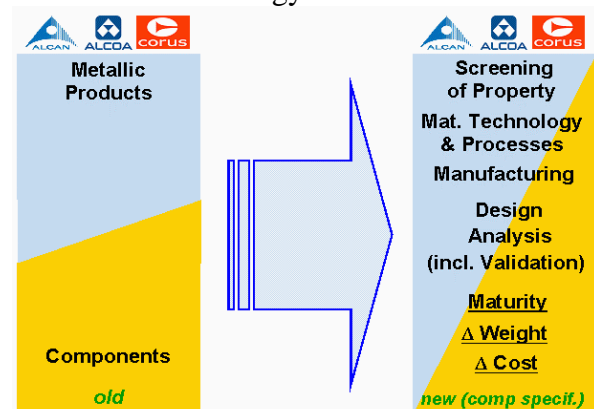 gy
ALCAN ALCOA corus
Metallic
Products
Components
old
ALCAN ALCOA corus
Screening
of Property
Mat. Technology
& Processes
Manufacturing
Design
Analysis
(incl. Validation)
Maturity
Δ Weight
Δ Cost
new (comp specif.)